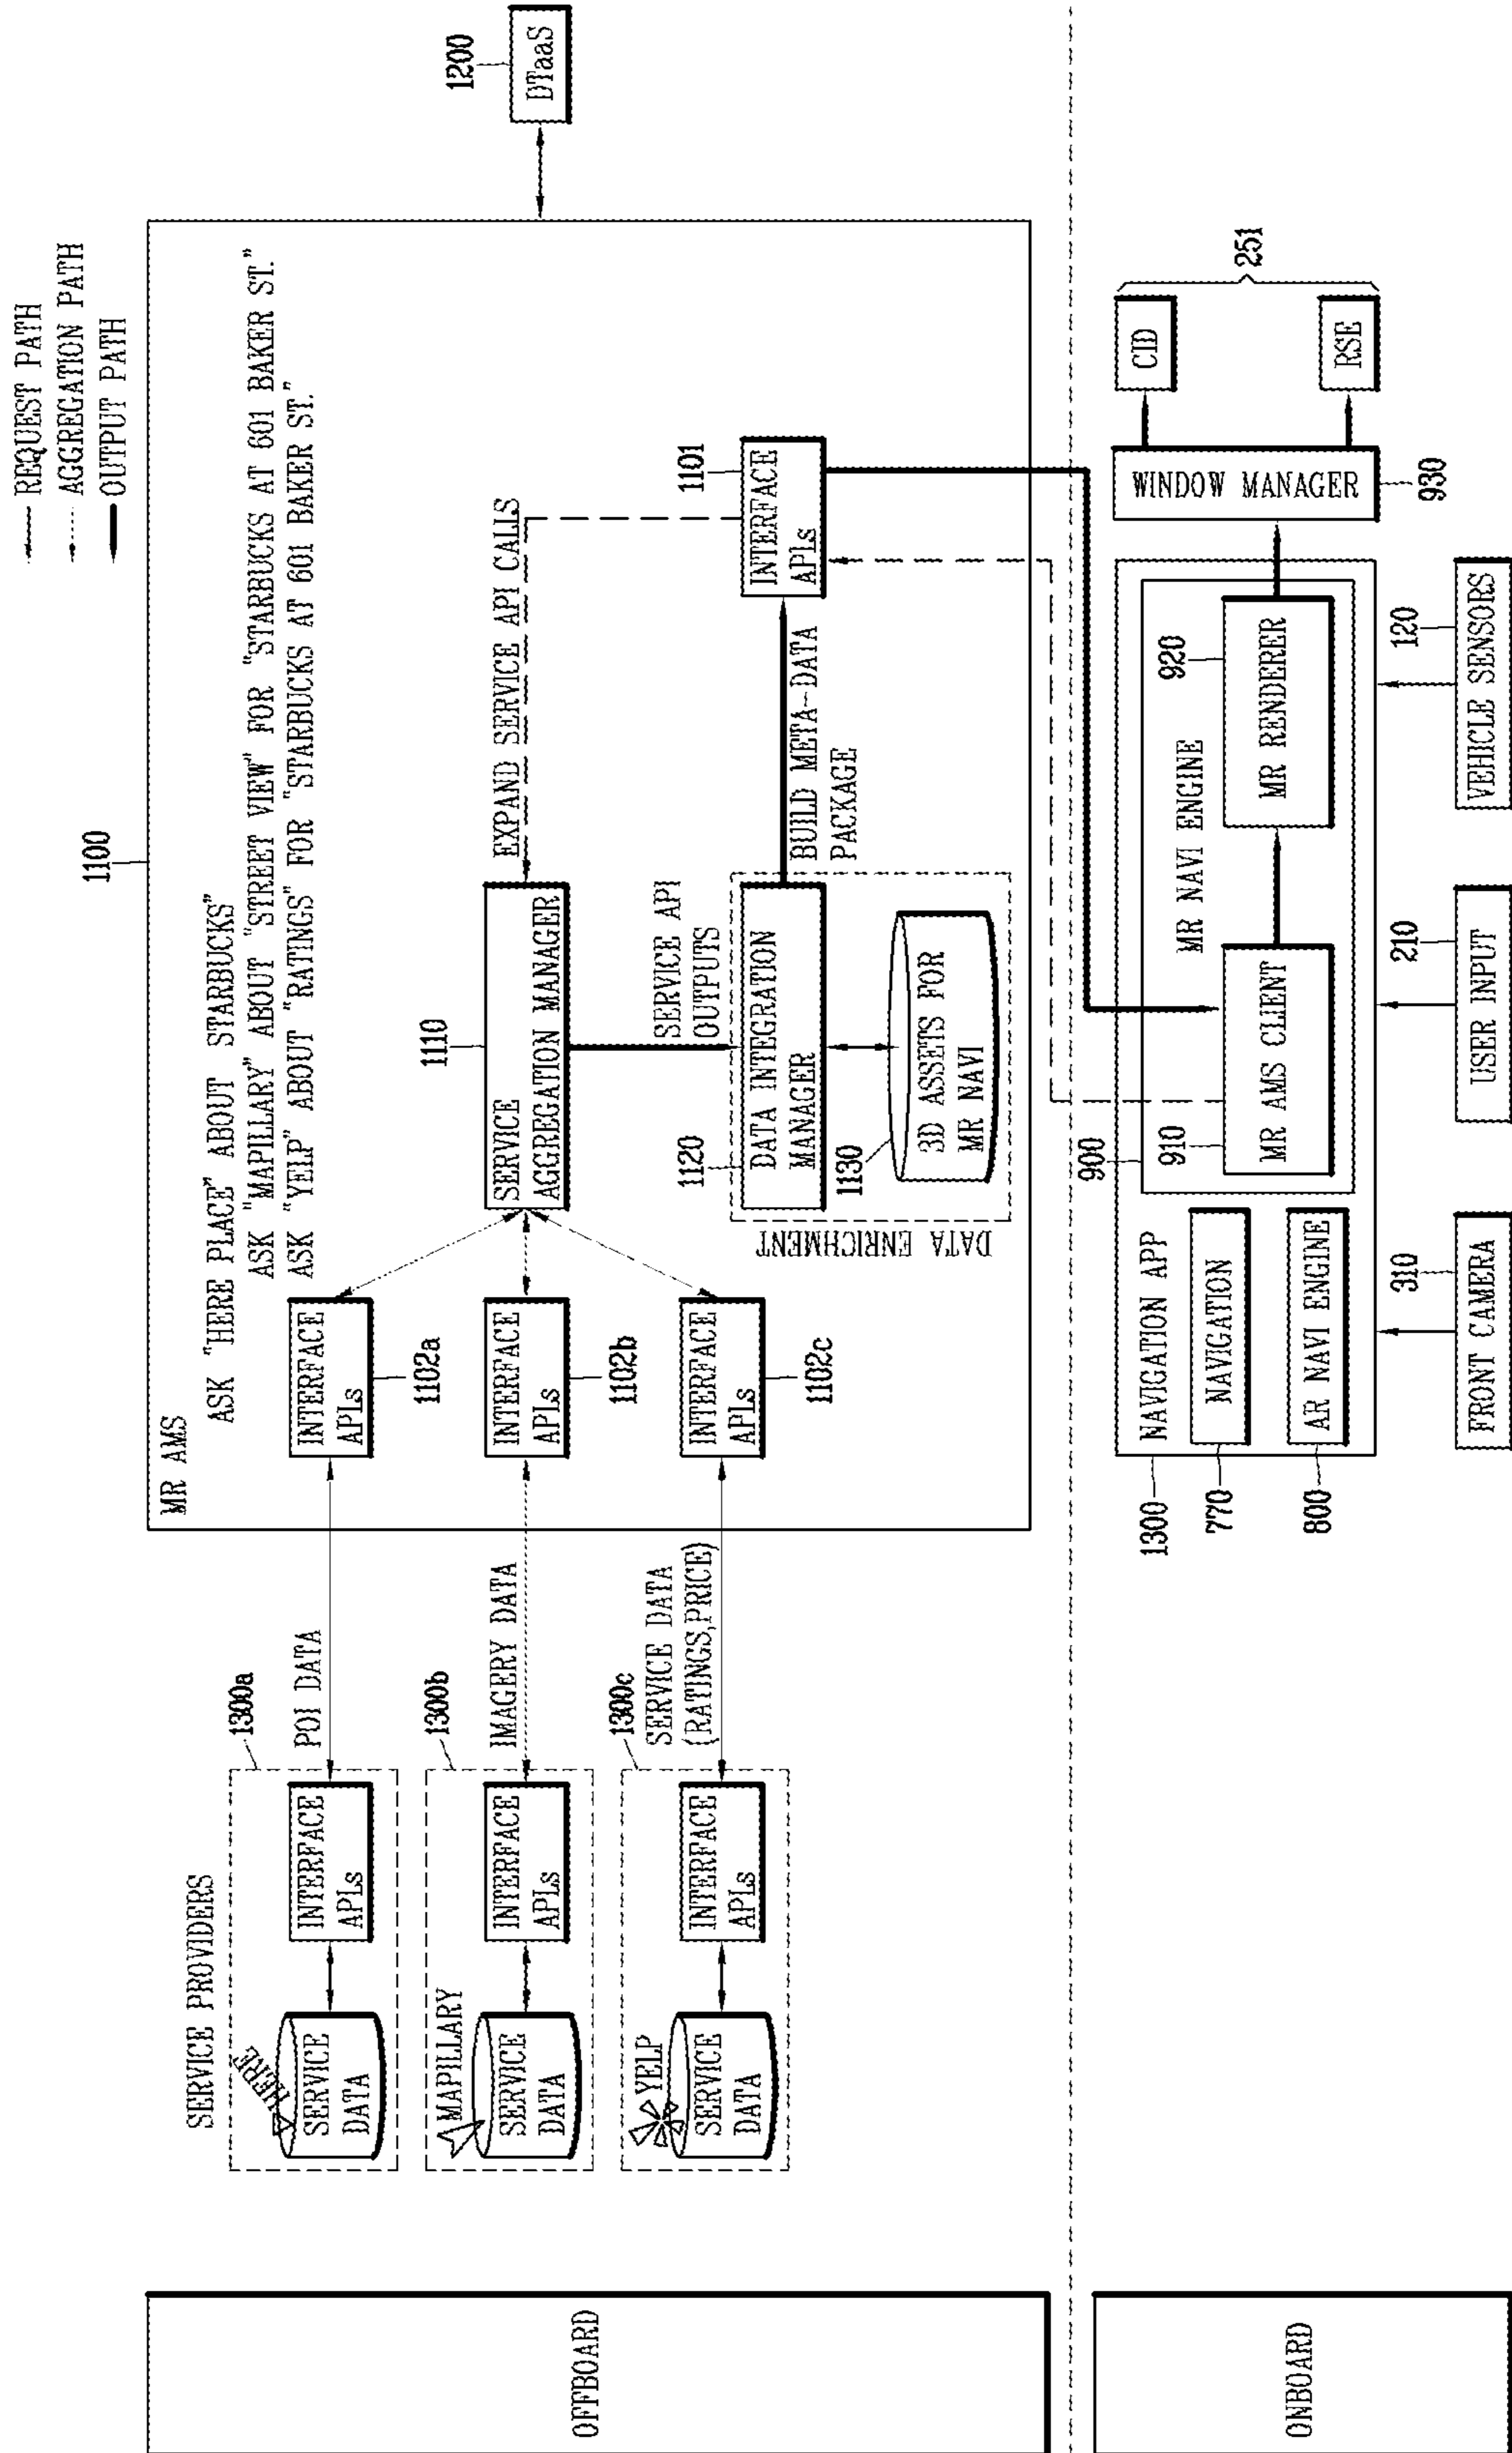 REQUEST PATH
AGGREGATION PATH
OUTPUT PATH
1100
1200
DTaaS
OFFBOARD
SERVICE PROVIDERS
1300a
HERE
SERVICE
DATA
INTERFACE
APLs
POI DATA
1300b
MAPILLARY
SERVICE
DATA
INTERFACE
APLs
IMAGERY DATA
1300c
YELP
SERVICE
DATA
INTERFACE
APLs
SERVICE DATA
(RATINGS,PRICE)
MR AMS
ASK "HERE PLACE" ABOUT STARBUCKS"
ASK "MAPILLARY" ABOUT "STREET VIEW" FOR "STARBUCKS AT 601 BAKER ST."
ASK "YELP" ABOUT "RATINGS" FOR "STARBUCKS AT 601 BAKER ST."
INTERFACE
APLs
1102a
INTERFACE
APLs
1102b
INTERFACE
APLs
1102c
1110
SERVICE
AGGREGATION MANAGER
EXPAND SERVICE API CALLS
SERVICE API
OUTPUTS
1120
DATA INTEGRATION
MANAGER
1130
3D ASSETS FOR
MR NAVI
DATA ENRICHMENT
BUILD META-DATA
PACKAGE
INTERFACE
APLs
1101
ONBOARD
1300
NAVIGATION APP
770
NAVIGATION
800
AR NAVI ENGINE
900
MR NAVI ENGINE
910
MR AMS CLIENT
920
MR RENDERER
WINDOW MANAGER
930
CID
RSE
251
310
FRONT CAMERA
210
USER INPUT
120
VEHICLE SENSORS